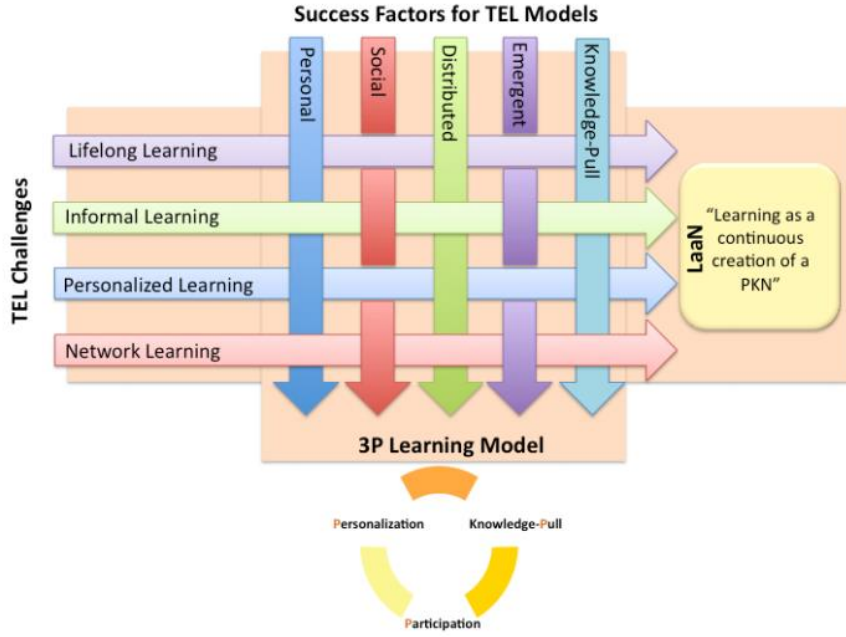 Success Factors for TEL Models
Personal
Social
Distributed
Emergent
Knowledge-Pull
TEL Challenges
Lifelong Learning
Informal Learning
Personalized Learning
Network Learning
LaaN
“Learning as a
continuous
creation of a
PKN”
3P Learning Model
Personalization
Knowledge-Pull
Participation